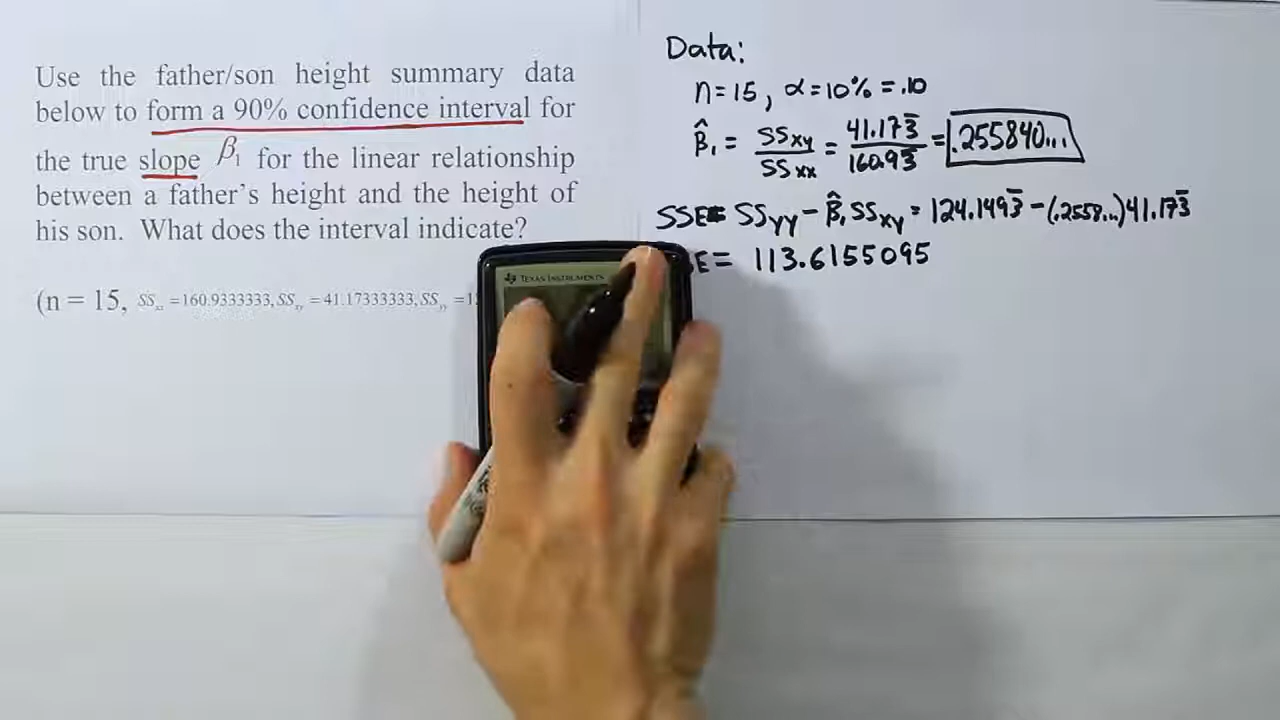 Use the father/son height summary data
below to form a 90% confidence interval for
the true slope β₁ for the linear relationship
between a father's height and the height of
his son. What does the interval indicate?
(n = 15, SSxx =160.9333333, SSxy = 41.17333333, SSyy =1
Data:
n=15, α=10% =.10
β̂₁ = SSxy/SSxx = 41.173̅/160.93̅ = .255840...
SSE = SSyy - β̂₁SSxy = 124.1493̅ -(.2558...)41.173̅
E = 113.6155095
TEXAS INSTRUMENTS